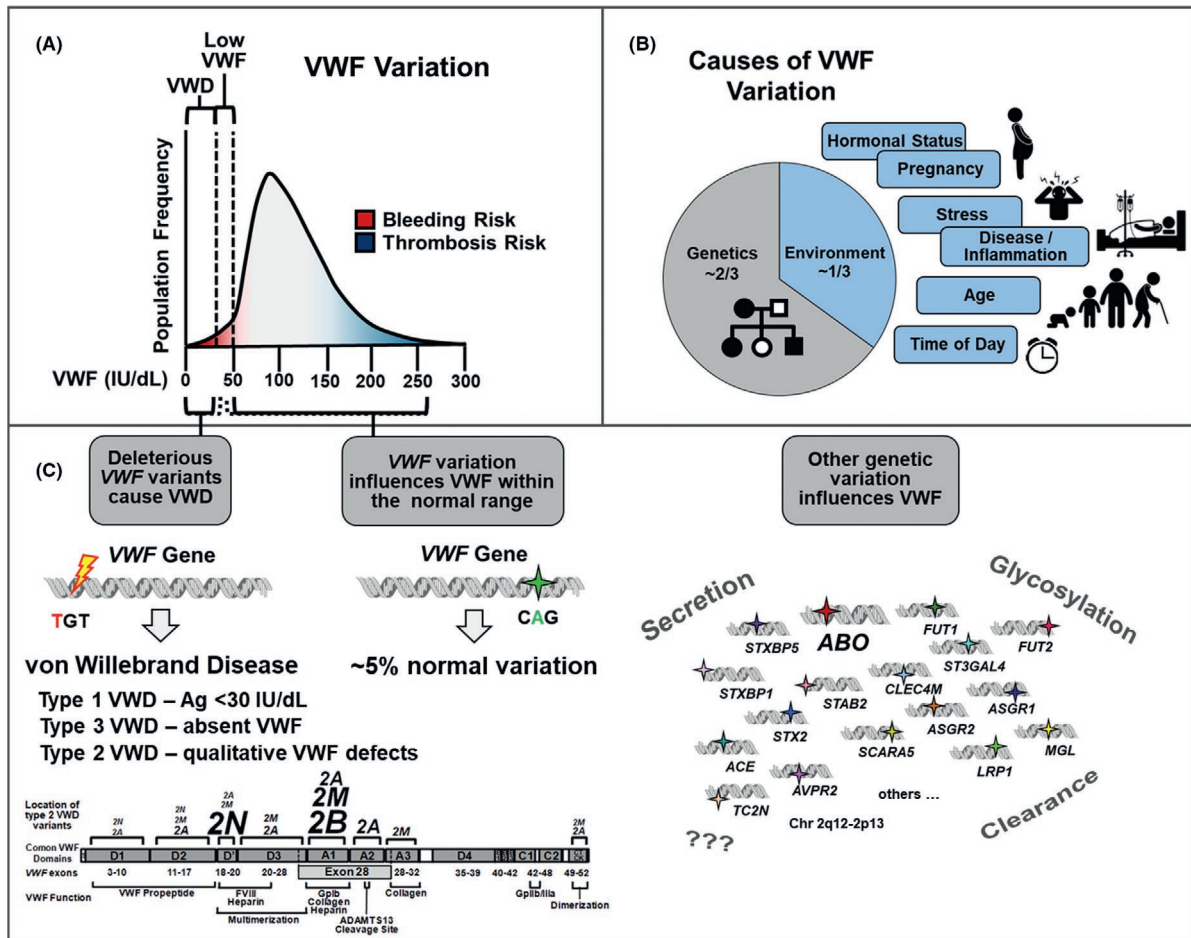 (A)
Low
VWF
VWD
VWF Variation
Population Frequency
Bleeding Risk
Thrombosis Risk
VWF (IU/dL)
0 50 100 150 200 250 300
(B)
Causes of VWF
Variation
Hormonal Status
Pregnancy
Stress
Disease /
Inflammation
Age
Time of Day
Genetics
~2/3
Environment
~1/3
(C)
Deleterious
VWF variants
cause VWD
VWF variation
influences VWF within
the normal range
Other genetic
variation
influences VWF
VWF Gene
TGT
von Willebrand Disease
Type 1 VWD – Ag <30 IU/dL
Type 3 VWD – absent VWF
Type 2 VWD – qualitative VWF defects
VWF Gene
CAG
~5% normal variation
Secretion
Glycosylation
Clearance
???
STXBP5
ABO
FUT1
FUT2
ST3GAL4
STXBP1
STAB2
CLEC4M
ASGR1
STX2
ASGR2
SCARA5
MGL
ACE
LRP1
AVPR2
TC2N
others ...
Chr 2q12-2p13
Location of
type 2 VWD
variants
2N
2A
2N
2M
2A
2A
2M
2N
2M
2A
2A
2M
2B
2A
2M
2M
2A
Comon VWF
Domains
D1 D2 D' D3 A1 A2 A3 D4 C1 C2
VWF exons
3-10 11-17 18-20 20-28 Exon 28 28-32 35-39 40-42 42-48 49-52
VWF Function
VWF Propeptide
FVIII
Heparin
Multimerization
GpIb
Collagen
Heparin
ADAMTS13
Cleavage Site
Collagen
GpIIb/IIIa
Dimerization